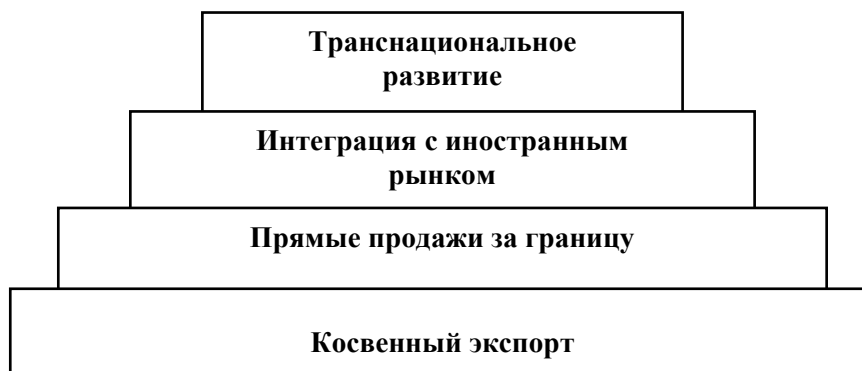 Транснациональное
развитие
Интеграция с иностранным
рынком
Прямые продажи за границу
Косвенный экспорт